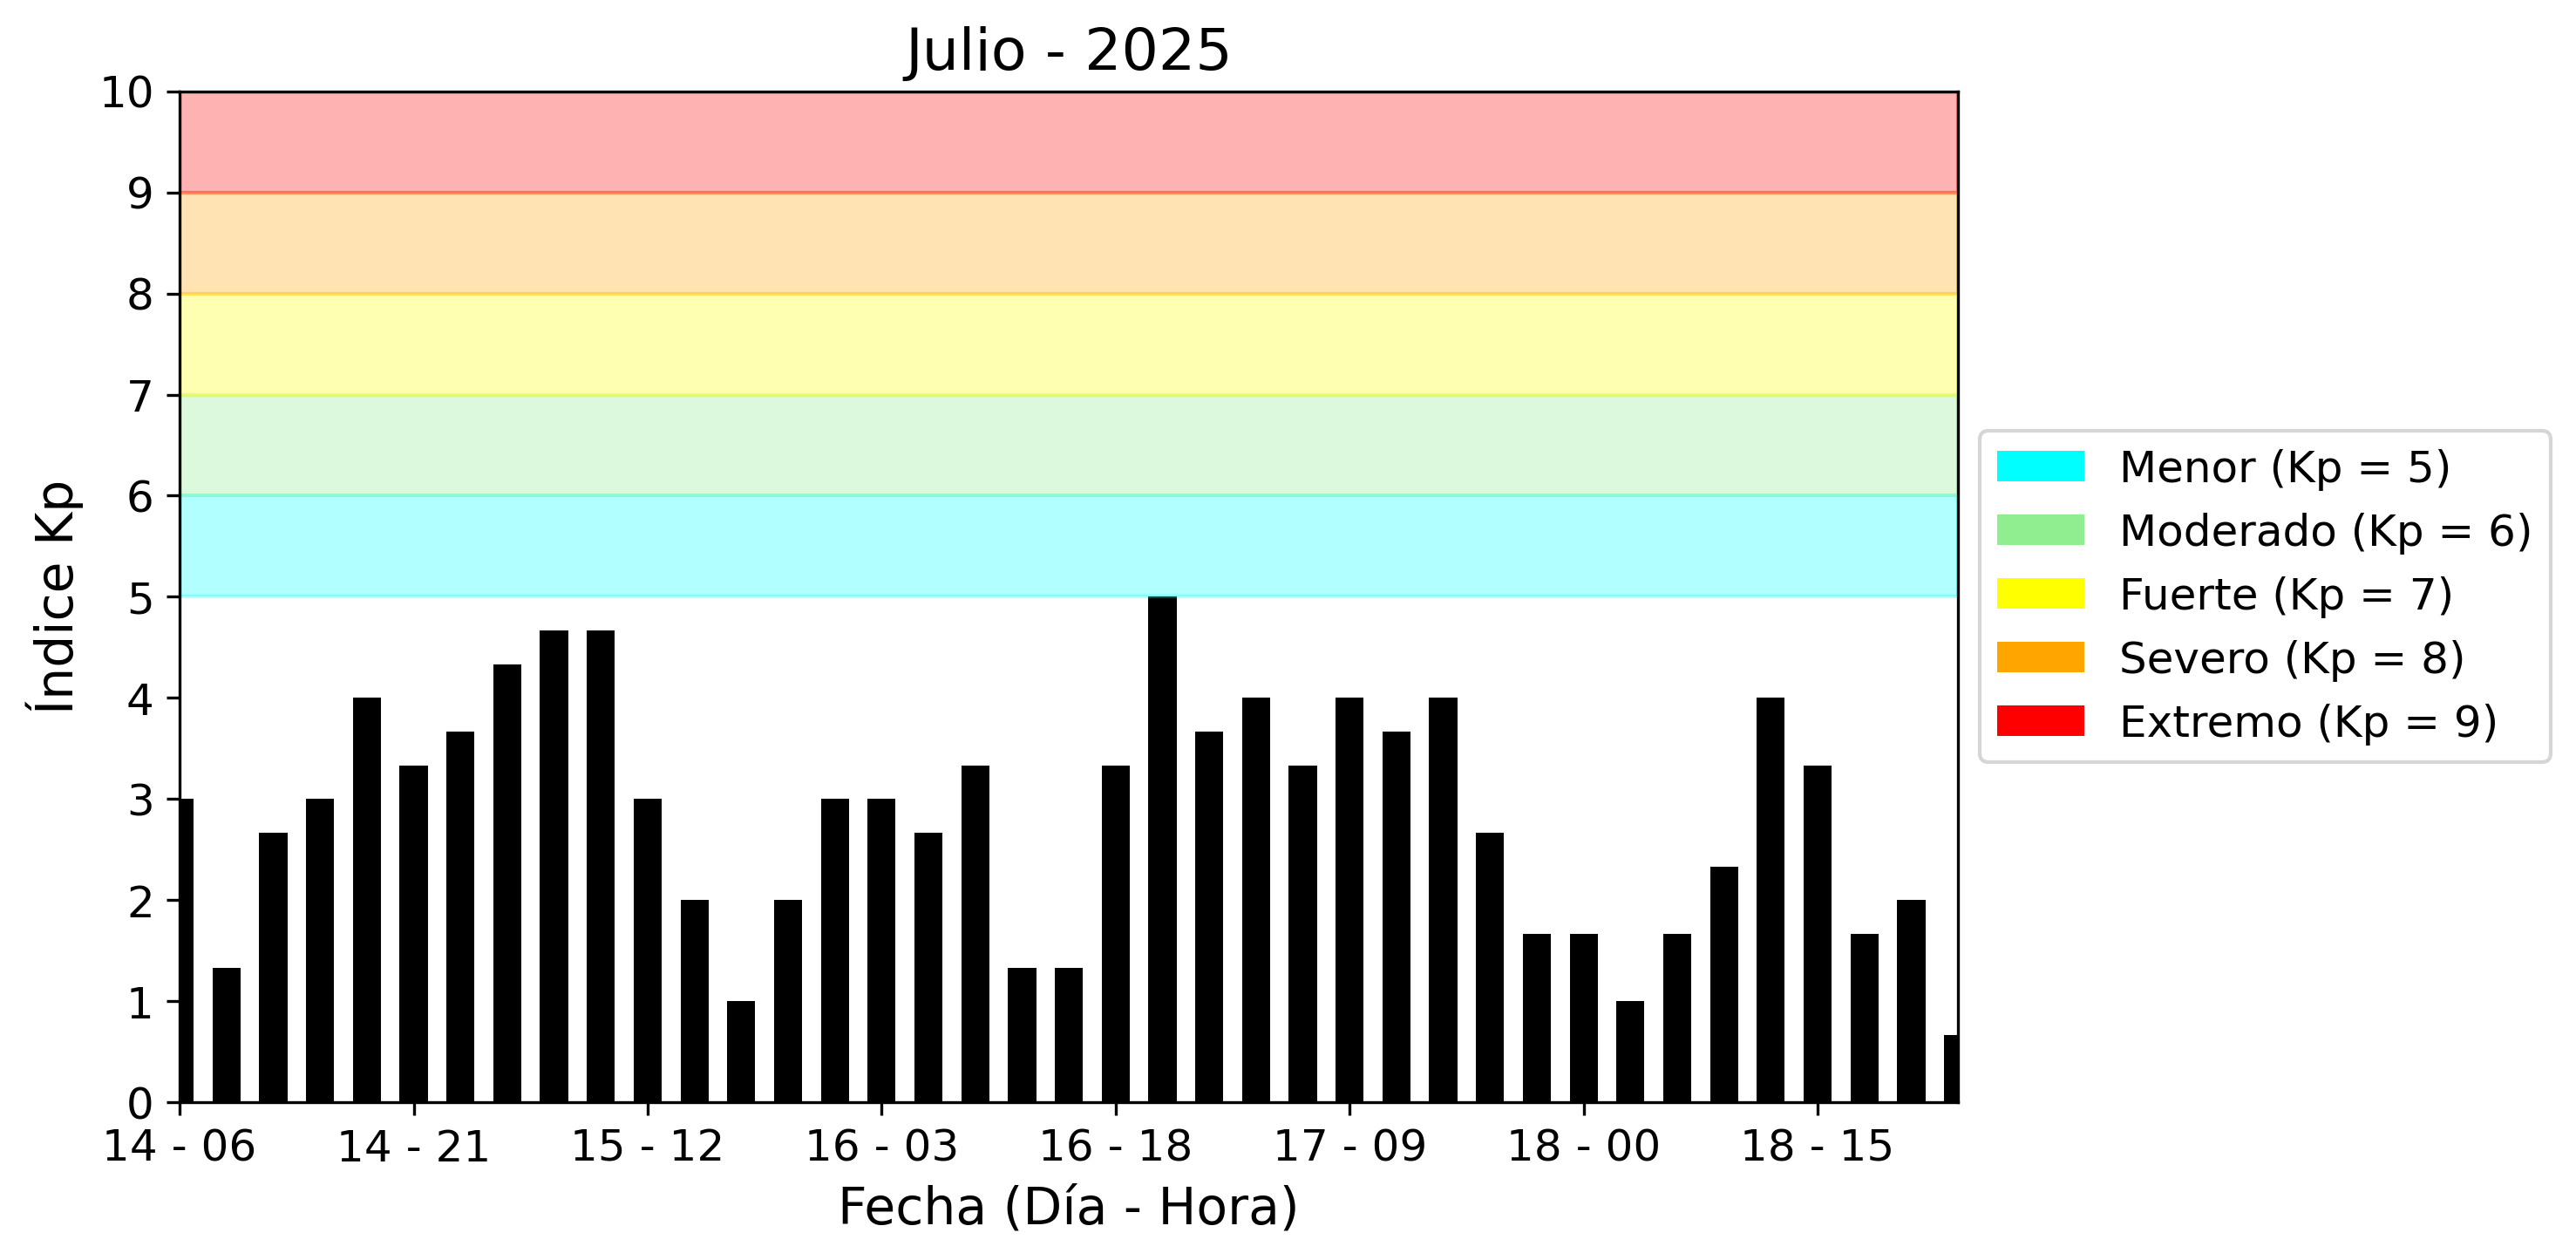 Julio - 2025
Índice Kp
10
9
8
7
6
5
4
3
2
1
0
14 - 06 14 - 21 15 - 12 16 - 03 16 - 18 17 - 09 18 - 00 18 - 15
Fecha (Día - Hora)
Menor (Kp = 5)
Moderado (Kp = 6)
Fuerte (Kp = 7)
Severo (Kp = 8)
Extremo (Kp = 9)